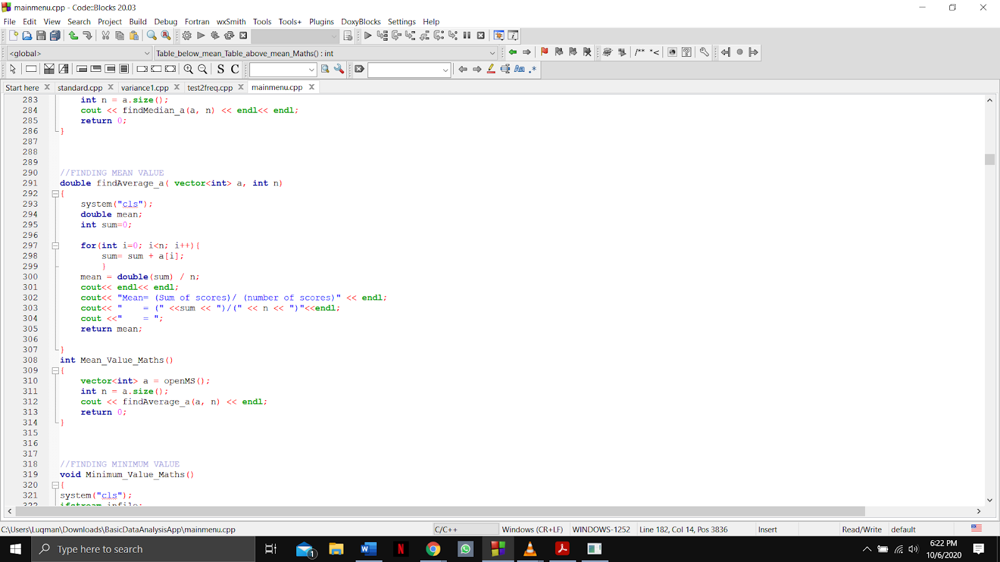 mainmenu.cpp - Code::Blocks 20.03
File Edit View Search Project Build Debug Fortran wxSmith Tools Tools+ Plugins DoxyBlocks Settings Help
<global> Table_below_mean_Table_above_mean_Maths() : int
/** *< 
S C Aa .*
Start here standard.cpp variance1.cpp test2freq.cpp mainmenu.cpp
283 int n = a.size();
284 cout << findMedian_a(a, n) << endl<< endl;
285 return 0;
286 }
287
288
289
290 //FINDING MEAN VALUE
291 double findAverage_a( vector<int> a, int n)
292 {
293 system("cls");
294 double mean;
295 int sum=0;
296
297 for(int i=0; i<n; i++){
298 sum= sum + a[i];
299 }
300 mean = double(sum) / n;
301 cout<< endl<< endl;
302 cout<< "Mean= (Sum of scores)/ (number of scores)" << endl;
303 cout<< "    = (" <<sum << ")/(" << n << ")"<<endl;
304 cout <<"    = ";
305 return mean;
306
307 }
308 int Mean_Value_Maths()
309 {
310 vector<int> a = openMS();
311 int n = a.size();
312 cout << findAverage_a(a, n) << endl;
313 return 0;
314 }
315
316
317
318 //FINDING MINIMUM VALUE
319 void Minimum_Value_Maths()
320 {
321 system("cls");
322 ifstream infile;
C:\Users\Luqman\Downloads\BasicDataAnalysisApp\mainmenu.cpp C/C++ Windows (CR+LF) WINDOWS-1252 Line 182, Col 14, Pos 3836 Insert Read/Write default
Type here to search 1 W N 6:22 PM
10/6/2020